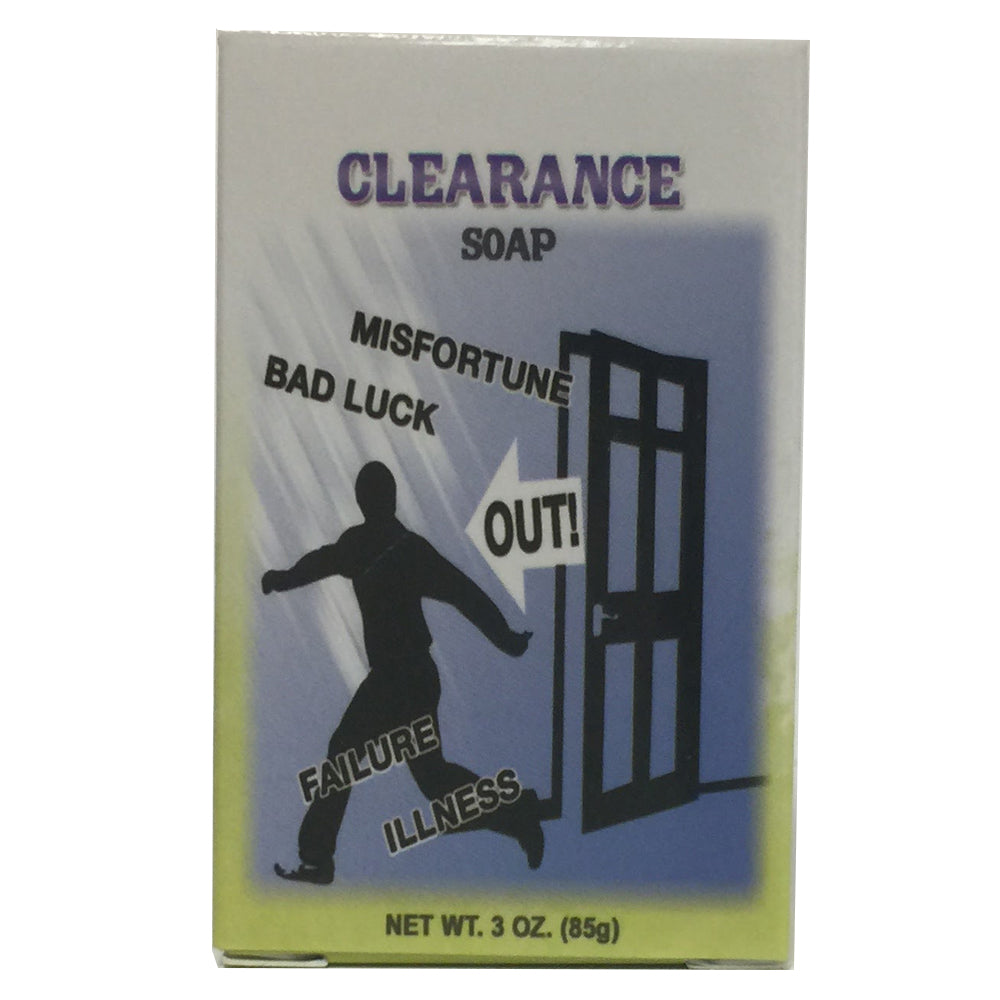 CLEARANCE
SOAP
MISFORTUNE
BAD LUCK
OUT!
FAILURE
ILLNESS
NET WT. 3 OZ. (85g)